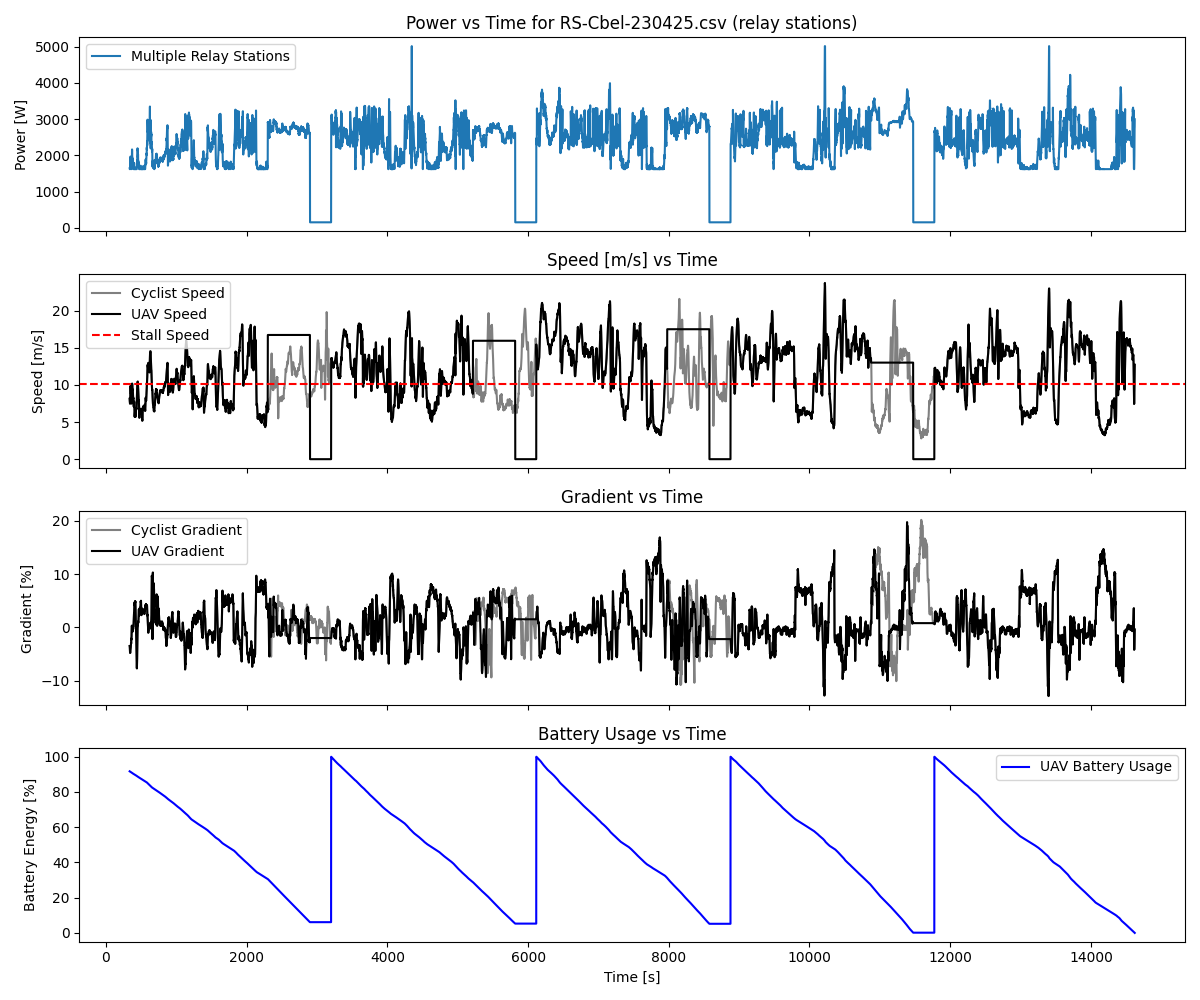 Power vs Time for RS-Cbel-230425.csv (relay stations)
Multiple Relay Stations
Power [W]
5000
4000
3000
2000
1000
0
Speed [m/s] vs Time
Cyclist Speed
UAV Speed
Stall Speed
Speed [m/s]
20
15
10
5
0
Gradient vs Time
Cyclist Gradient
UAV Gradient
Gradient [%]
20
10
0
−10
Battery Usage vs Time
UAV Battery Usage
Battery Energy [%]
100
80
60
40
20
0
0 2000 4000 6000 8000 10000 12000 14000
Time [s]